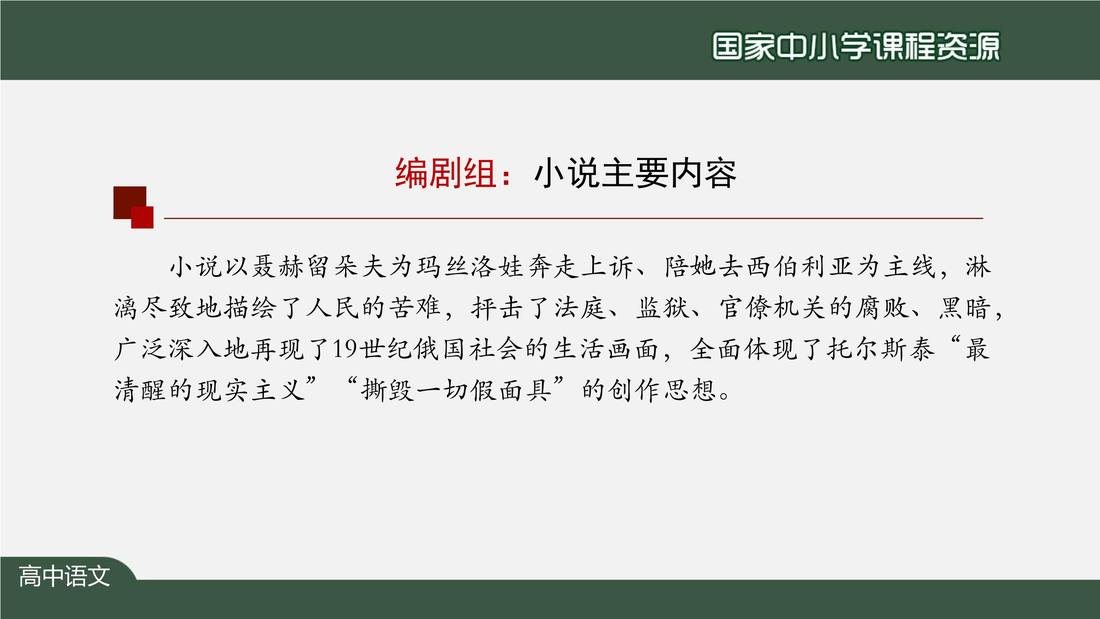 国家中小学课程资源
编剧组：小说主要内容
小说以聂赫留朵夫为玛丝洛娃奔走上诉、陪她去西伯利亚为主线，淋
漓尽致地描绘了人民的苦难，抨击了法庭、监狱、官僚机关的腐败、黑暗，
广泛深入地再现了19世纪俄国社会的生活画面，全面体现了托尔斯泰“最
清醒的现实主义”“撕毁一切假面具”的创作思想。
高中语文